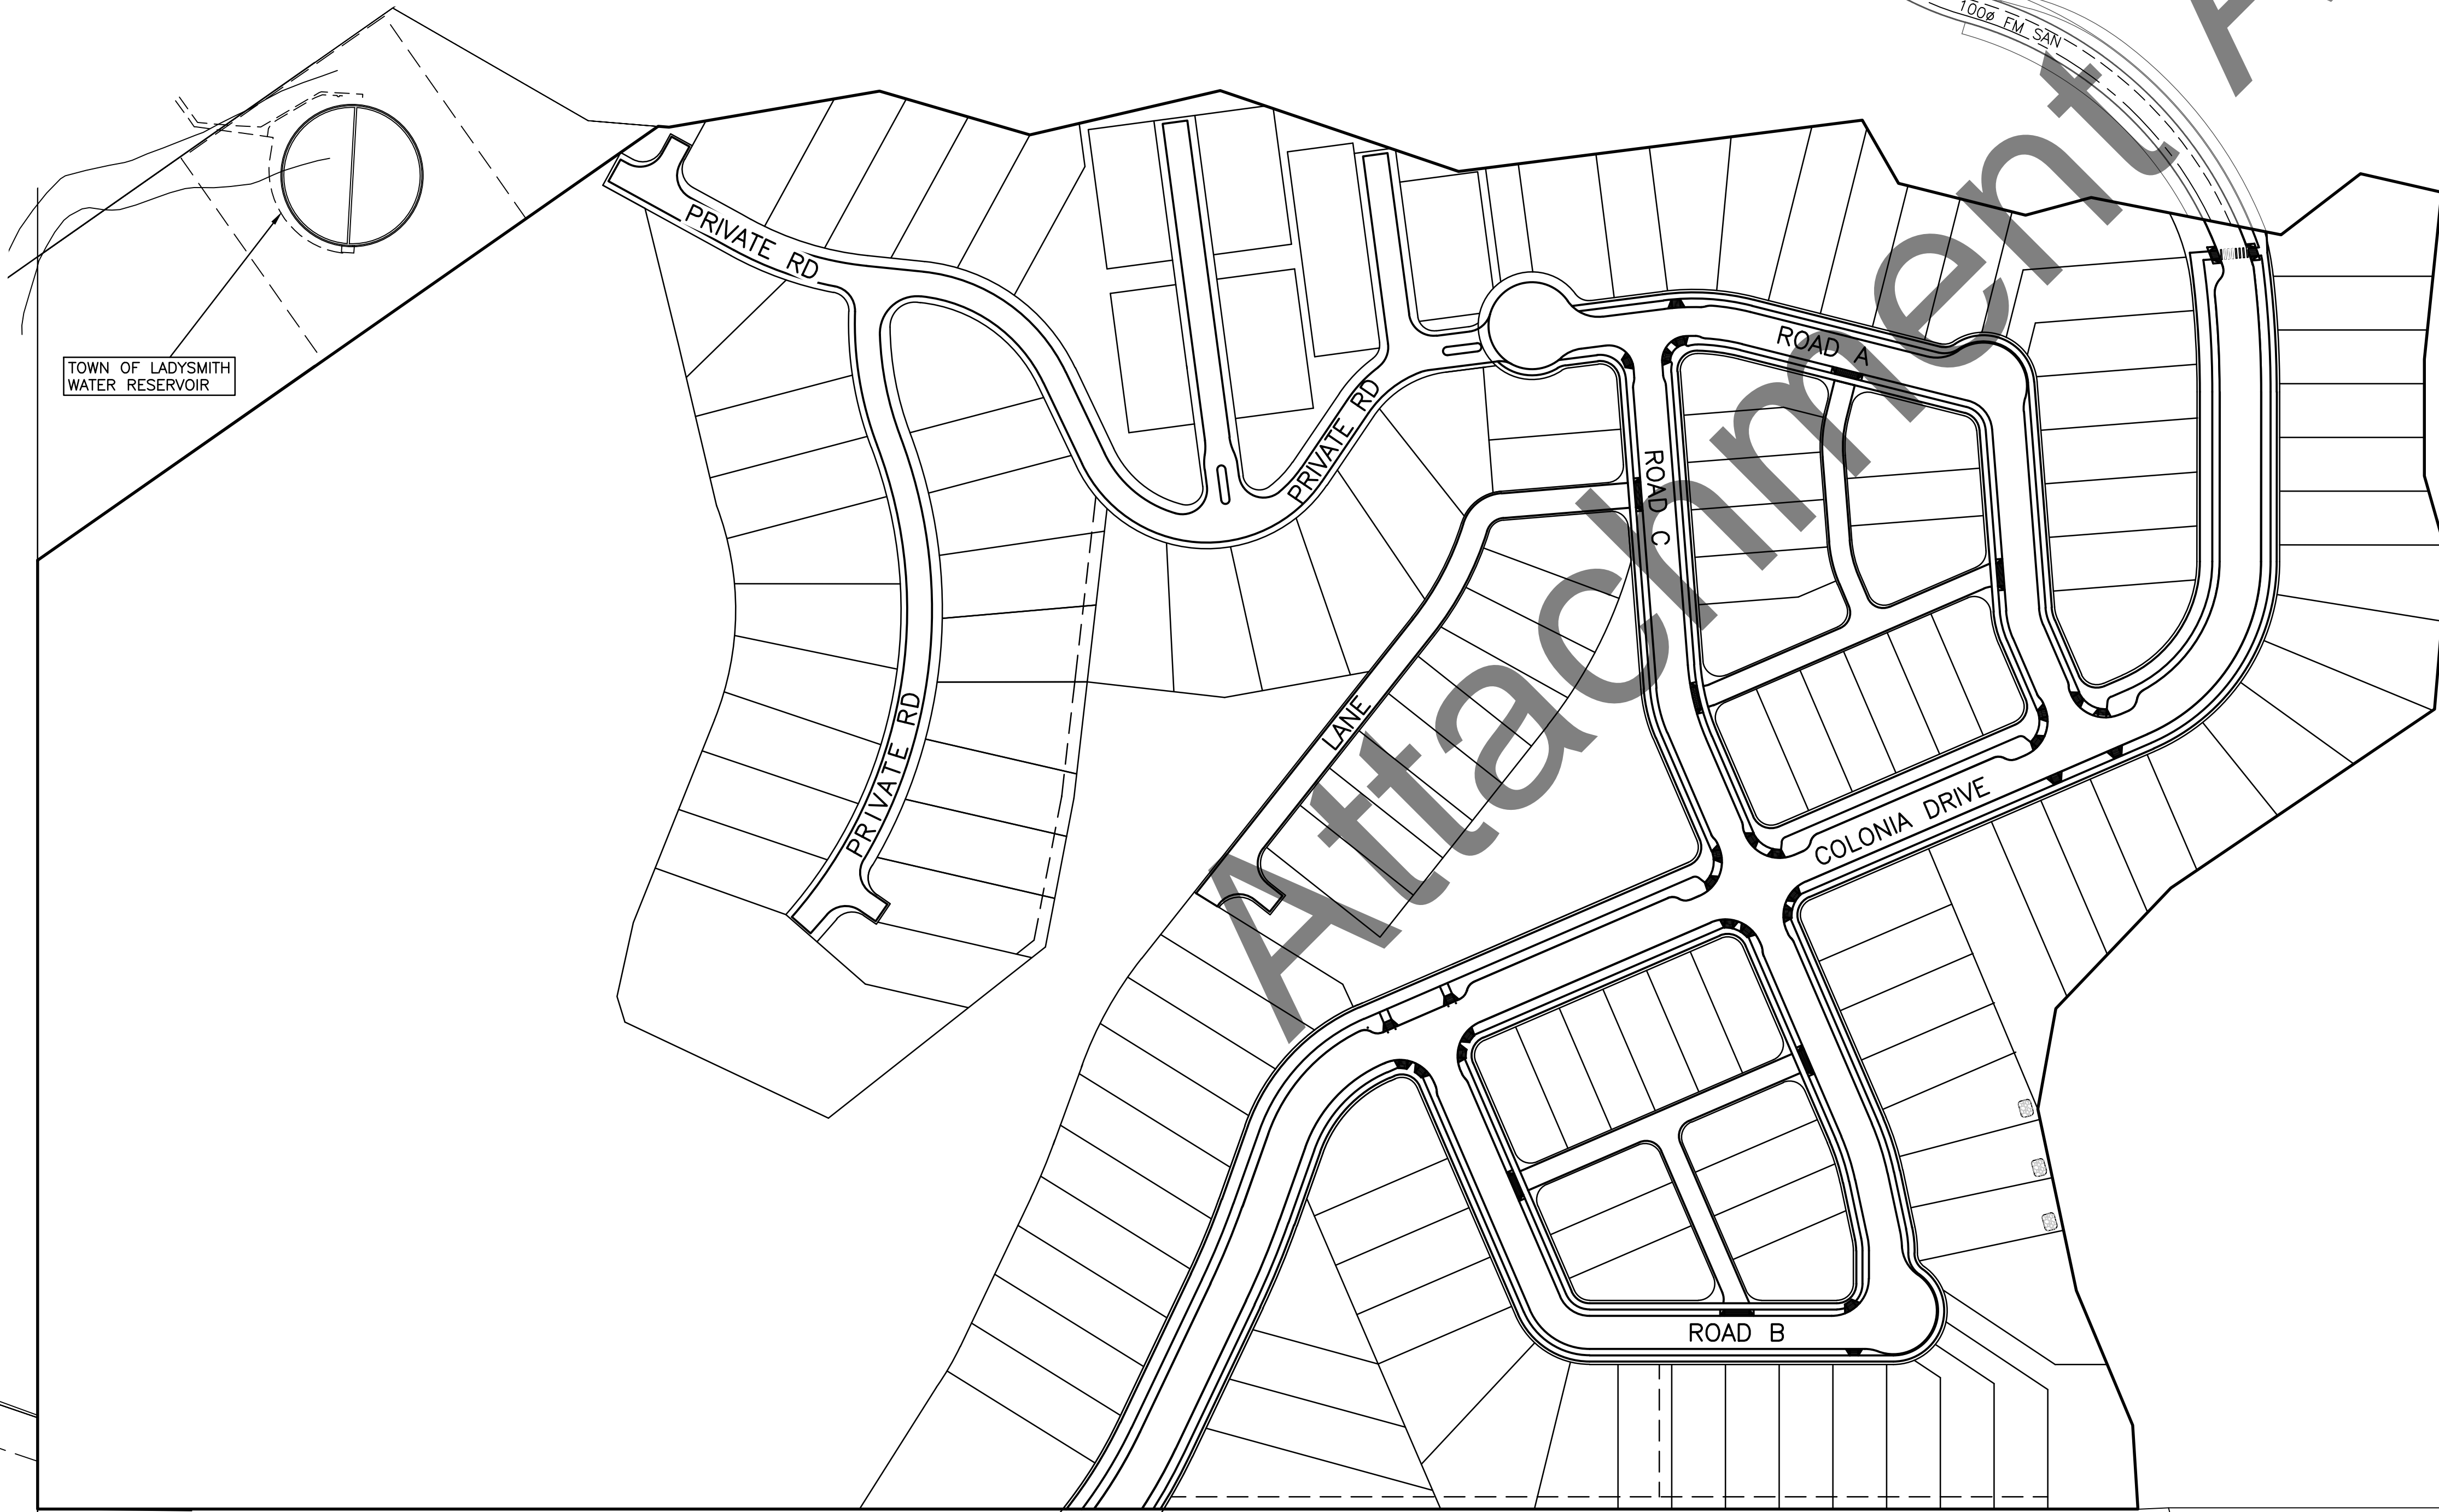 100ø FM SAN
PRIVATE RD
TOWN OF LADYSMITH
WATER RESERVOIR
ROAD A
PRIVATE RD
ROAD C
LANE
PRIVATE RD
COLONIA DRIVE
ROAD B
Attachment A